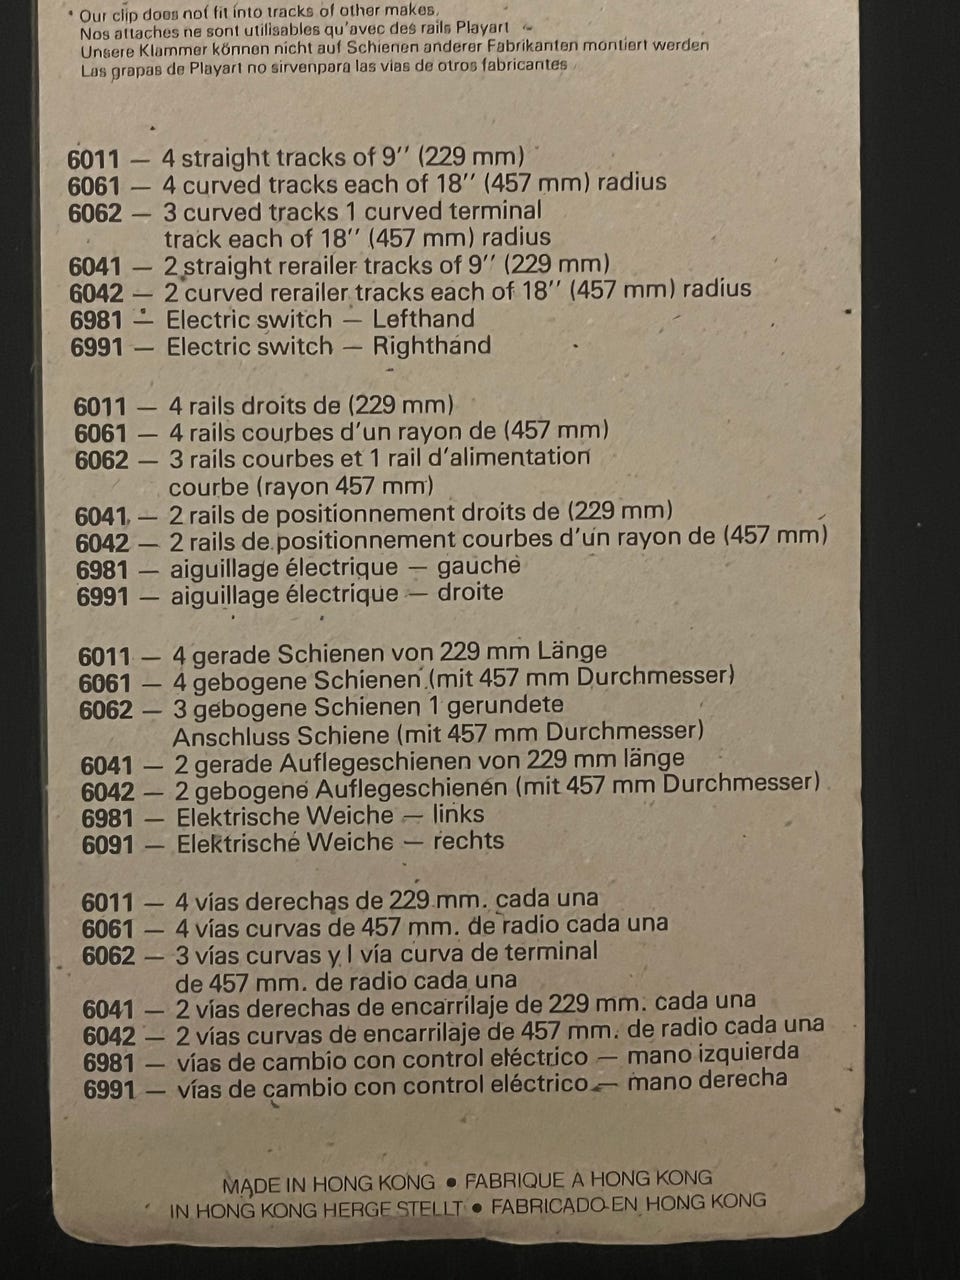 * Our clip does not fit into tracks of other makes.
Nos attaches ne sont utilisables qu'avec des rails Playart
Unsere Klammer können nicht auf Schienen anderer Fabrikanten montiert werden
Las grapas de Playart no sirvenpara las vias de otros fabricantes
6011 — 4 straight tracks of 9'' (229 mm)
6061 — 4 curved tracks each of 18'' (457 mm) radius
6062 — 3 curved tracks 1 curved terminal
track each of 18'' (457 mm) radius
6041 — 2 straight rerailer tracks of 9'' (229 mm)
6042 — 2 curved rerailer tracks each of 18'' (457 mm) radius
6981 — Electric switch — Lefthand
6991 — Electric switch — Righthand
6011 — 4 rails droits de (229 mm)
6061 — 4 rails courbes d'un rayon de (457 mm)
6062 — 3 rails courbes et 1 rail d'alimentation
courbe (rayon 457 mm)
6041 — 2 rails de positionnement droits de (229 mm)
6042 — 2 rails de positionnement courbes d'un rayon de (457 mm)
6981 — aiguillage électrique — gauche
6991 — aiguillage électrique — droite
6011 — 4 gerade Schienen von 229 mm Länge
6061 — 4 gebogene Schienen (mit 457 mm Durchmesser)
6062 — 3 gebogene Schienen 1 gerundete
Anschluss Schiene (mit 457 mm Durchmesser)
6041 — 2 gerade Auflegeschienen von 229 mm länge
6042 — 2 gebogene Auflegeschienen (mit 457 mm Durchmesser)
6981 — Elektrische Weiche — links
6091 — Elektrische Weiche — rechts
6011 — 4 vías derechas de 229 mm. cada una
6061 — 4 vías curvas de 457 mm. de radio cada una
6062 — 3 vías curvas y l vía curva de terminal
de 457 mm. de radio cada una
6041 — 2 vías derechas de encarrilaje de 229 mm. cada una
6042 — 2 vías curvas de encarrilaje de 457 mm. de radio cada una
6981 — vías de cambio con control eléctrico — mano izquierda
6991 — vías de cambio con control eléctrico — mano derecha
MADE IN HONG KONG • FABRIQUE A HONG KONG
IN HONG KONG HERGE STELLT • FABRICADO EN HONG KONG